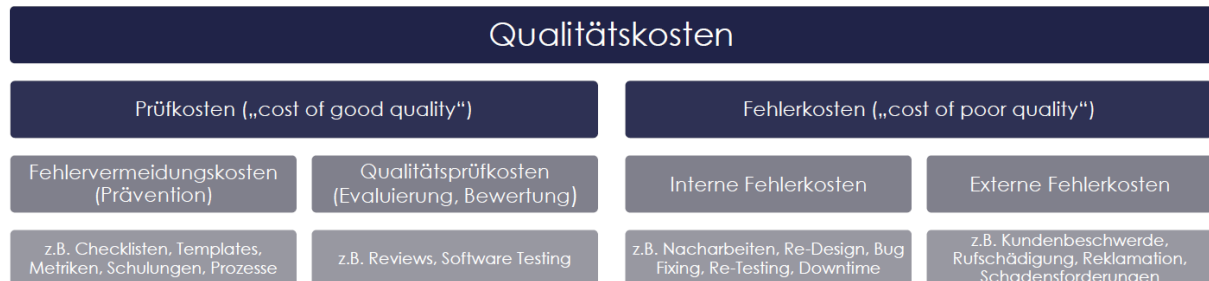 Qualitätskosten
Prüfkosten („cost of good quality“)
Fehlerkosten („cost of poor quality“)
Fehlervermeidungskosten
(Prävention)
Qualitätsprüfkosten
(Evaluierung, Bewertung)
Interne Fehlerkosten
Externe Fehlerkosten
z.B. Checklisten, Templates,
Metriken, Schulungen, Prozesse
z.B. Reviews, Software Testing
z.B. Nacharbeiten, Re-Design, Bug
Fixing, Re-Testing, Downtime
z.B. Kundenbeschwerde,
Rufschädigung, Reklamation,
Schadensforderungen